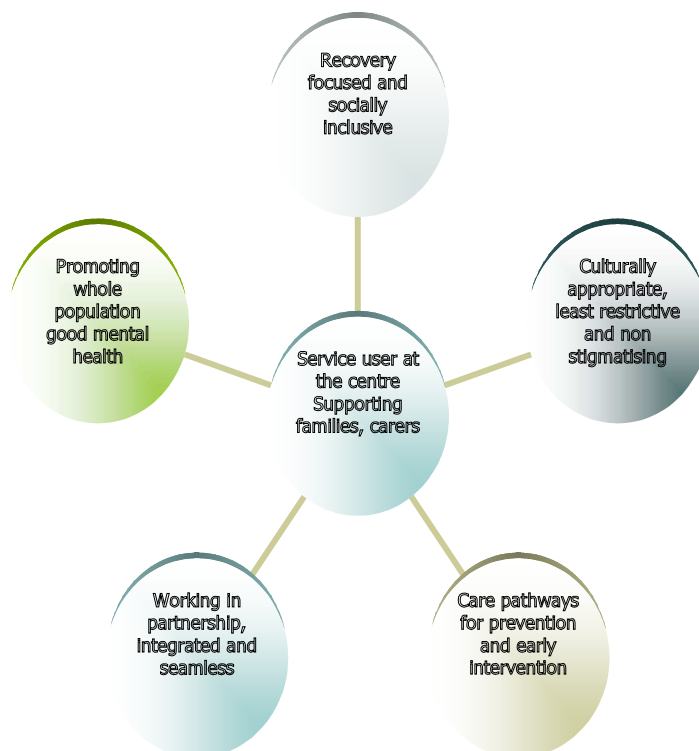 Recovery
focused and
socially
inclusive
Promoting
whole
population
good mental
health
Culturally
appropriate,
least restrictive
and non
stigmatising
Service user at
the centre
Supporting
families, carers
Working in
partnership,
integrated and
seamless
Care pathways
for prevention
and early
intervention